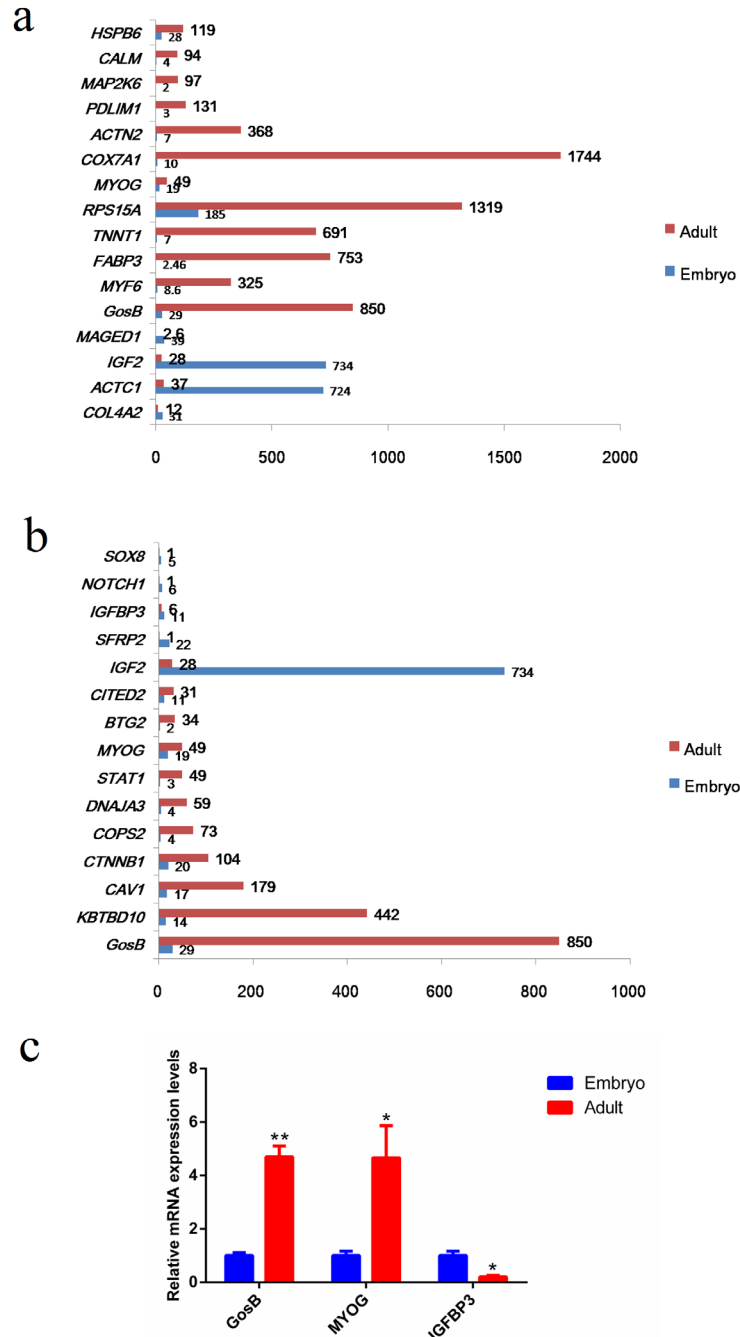 a
HSPB6 119
28
CALM 94
4
MAP2K6 97
2
PDLIM1 131
3
ACTN2 368
7
COX7A1 1744
10
MYOG 49
19
RPS15A 1319
185
TNNT1 691
7
FABP3 753
2.46
MYF6 325
8.6
GosB 850
29
MAGED1 2.6
39
IGF2 28
734
ACTC1 37
724
COL4A2 12
31
Adult
Embryo
0 500 1000 1500 2000
b
SOX8 1
5
NOTCH1 1
6
IGFBP3 6
11
SFRP2 1
22
IGF2 28
734
CITED2 31
11
BTG2 34
2
MYOG 49
19
STAT1 49
3
DNAJA3 59
4
COPS2 73
4
CTNNB1 104
20
CAV1 179
17
KBTBD10 442
14
GosB 850
29
Adult
Embryo
0 200 400 600 800 1000
c
Relative mRNA expression levels
8
6
4
2
0
** * *
Embryo
Adult
GosB MYOG IGFBP3